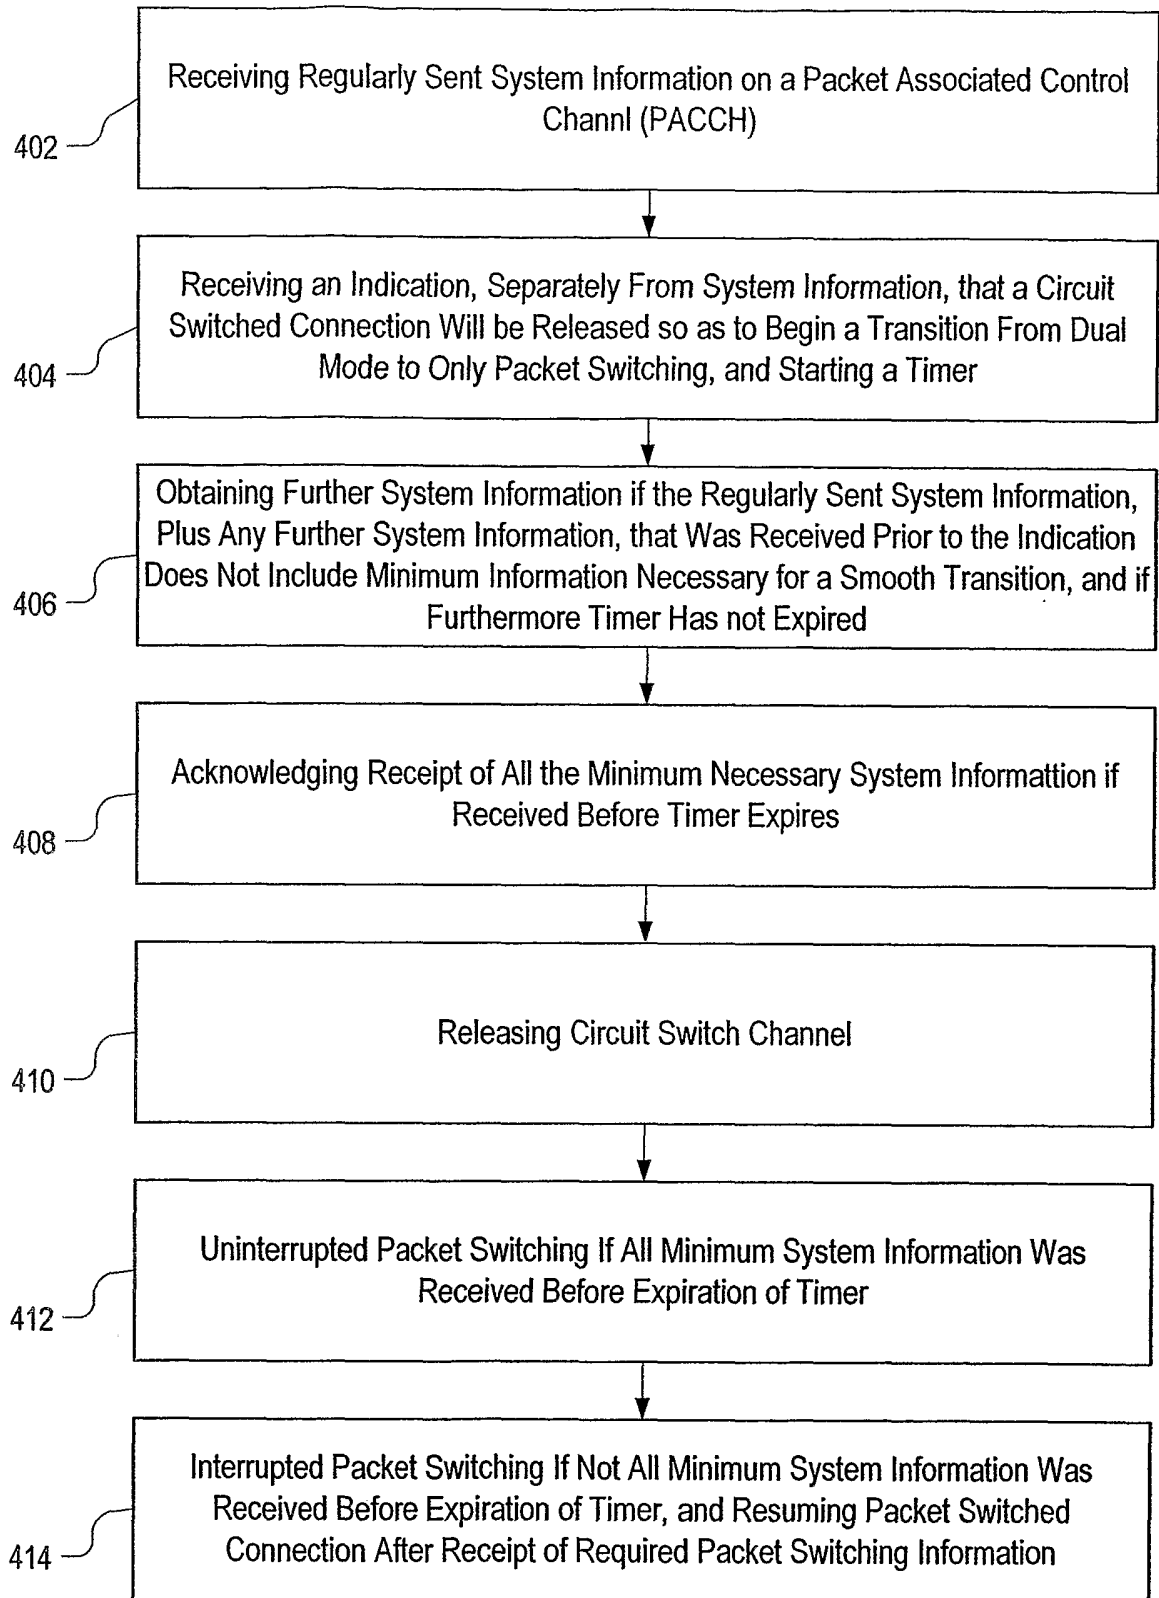 Receiving Regularly Sent System Information on a Packet Associated Control
Channl (PACCH)
402
Receiving an Indication, Separately From System Information, that a Circuit
Switched Connection Will be Released so as to Begin a Transition From Dual
Mode to Only Packet Switching, and Starting a Timer
404
Obtaining Further System Information if the Regularly Sent System Information,
Plus Any Further System Information, that Was Received Prior to the Indication
Does Not Include Minimum Information Necessary for a Smooth Transition, and if
Furthermore Timer Has not Expired
406
Acknowledging Receipt of All the Minimum Necessary System Informattion if
Received Before Timer Expires
408
Releasing Circuit Switch Channel
410
Uninterrupted Packet Switching If All Minimum System Information Was
Received Before Expiration of Timer
412
Interrupted Packet Switching If Not All Minimum System Information Was
Received Before Expiration of Timer, and Resuming Packet Switched
Connection After Receipt of Required Packet Switching Information
414